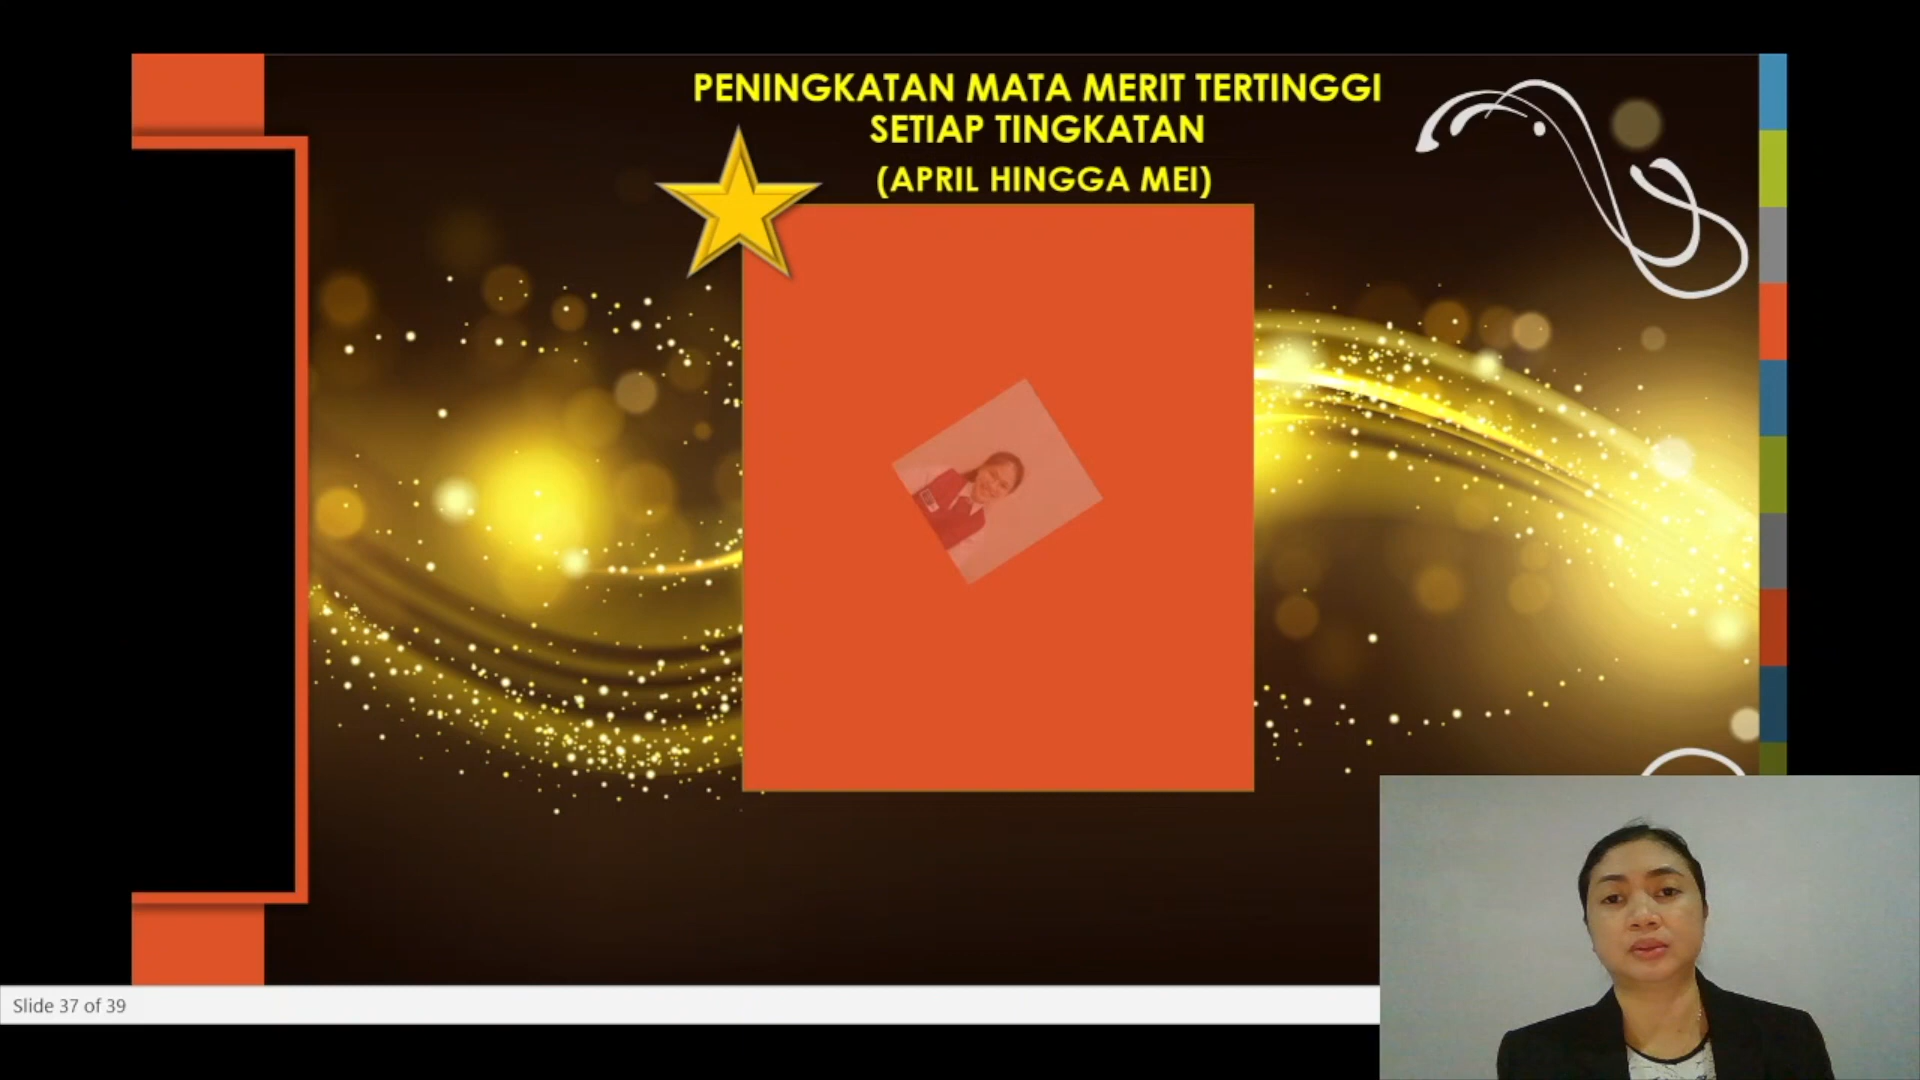 PENINGKATAN MATA MERIT TERTINGGI
SETIAP TINGKATAN
(APRIL HINGGA MEI)
Slide 37 of 39